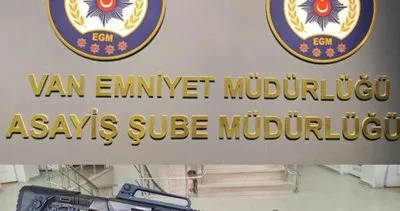 EGM EGM
VAN EMNİYET MÜDÜRLÜĞÜ
ASAYİŞ ŞUBE MÜDÜRLÜĞÜ